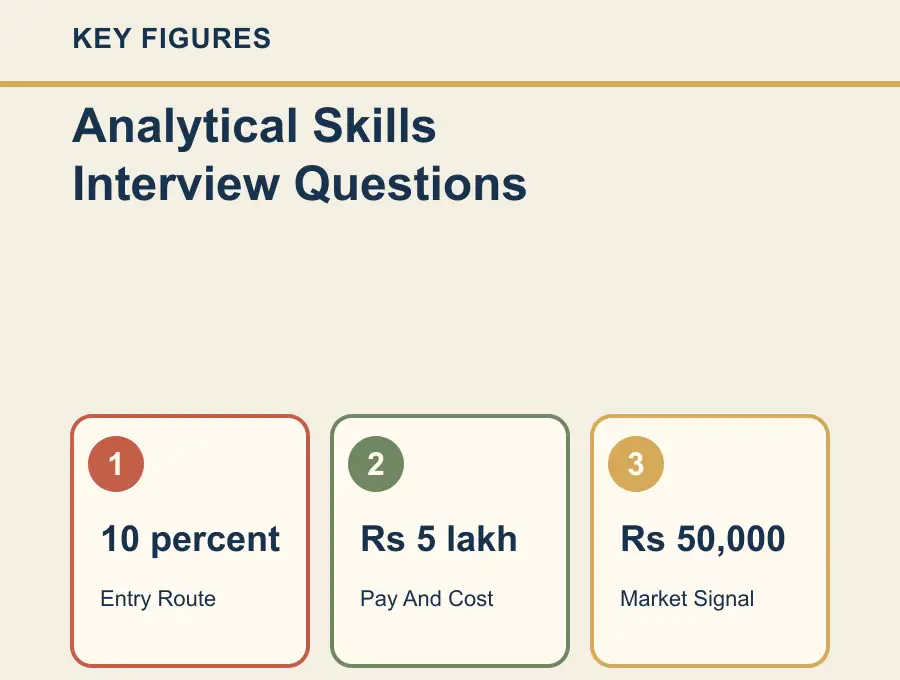 KEY FIGURES
Analytical Skills
Interview Questions
1
10 percent
Entry Route
2
Rs 5 lakh
Pay And Cost
3
Rs 50,000
Market Signal